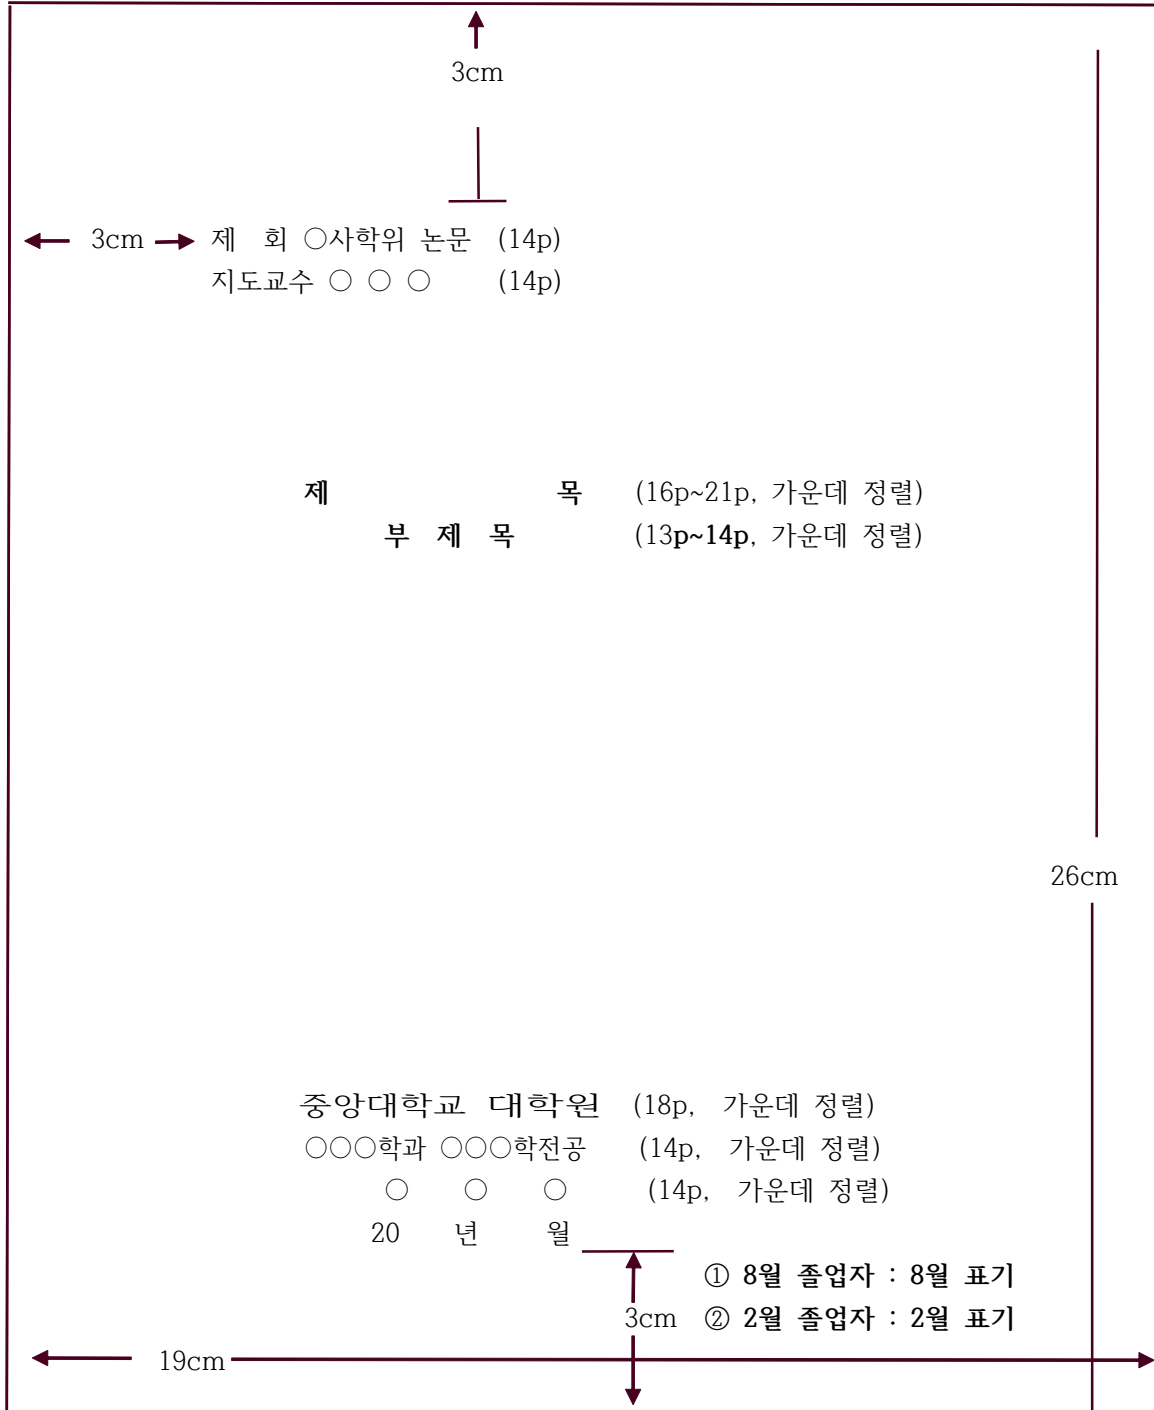 3cm
3cm 제 회 ○사학위 논문 (14p)
지도교수 ○ ○ ○ (14p)
제 목 (16p~21p, 가운데 정렬)
부 제 목 (13p~14p, 가운데 정렬)
26cm
중앙대학교 대학원 (18p, 가운데 정렬)
○○○학과 ○○○학전공 (14p, 가운데 정렬)
○ ○ ○ (14p, 가운데 정렬)
20 년 월
① 8월 졸업자 : 8월 표기
3cm ② 2월 졸업자 : 2월 표기
19cm